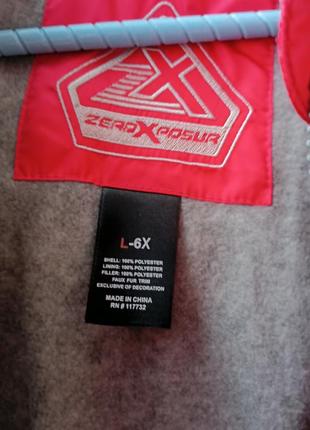 ZEROXPOSUR
L-6X
SHELL: 100% POLYESTER
LINING: 100% POLYESTER
FILLER: 100% POLYESTER
FAUX FUR TRIM
EXCLUSIVE OF DECORATION
MADE IN CHINA
RN # 117732